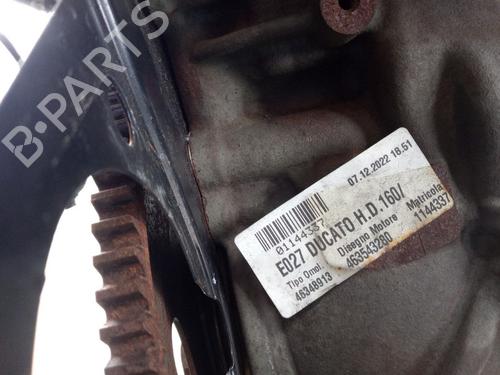 B-PARTS
07.12.2022 18.51
01144337
E027 DUCATO H.D.160/
Tipo Omol. Disegno Motore Matricola
46348913 463543280 1144337